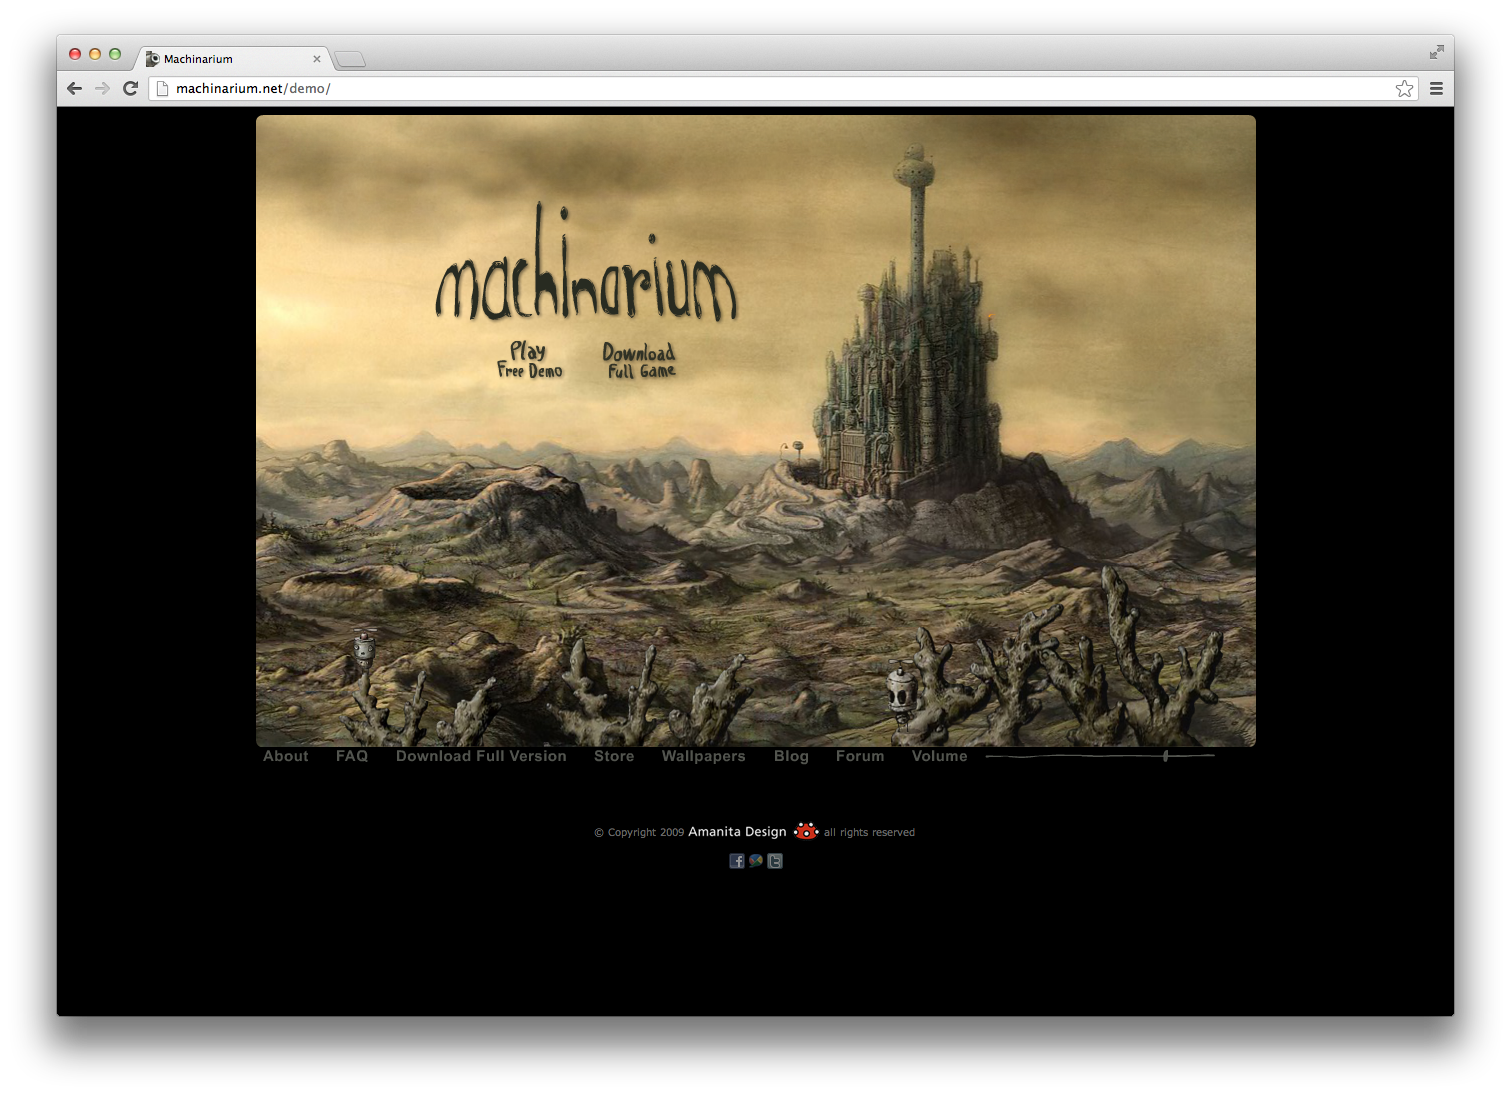 Machinarium
machinarium.net/demo/
machinarium
Play
Free Demo
Download
Full Game
About FAQ Download Full Version Store Wallpapers Blog Forum Volume
© Copyright 2009 Amanita Design all rights reserved